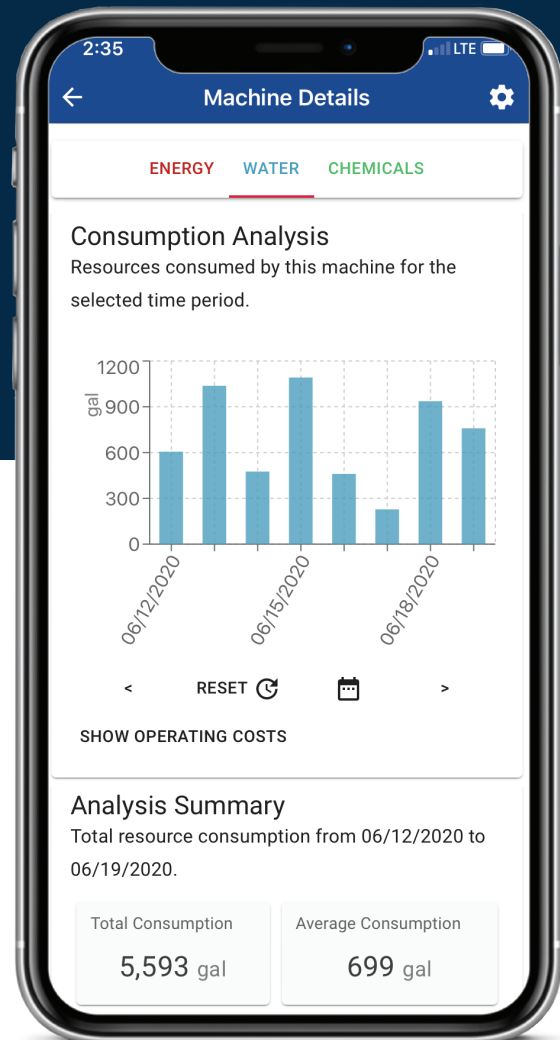 2:35
LTE
Machine Details
ENERGY WATER CHEMICALS
Consumption Analysis
Resources consumed by this machine for the
selected time period.
1200
900
600
300
0
gal
06/12/2020 06/15/2020 06/18/2020
< RESET >
SHOW OPERATING COSTS
Analysis Summary
Total resource consumption from 06/12/2020 to
06/19/2020.
Total Consumption Average Consumption
5,593 gal 699 gal